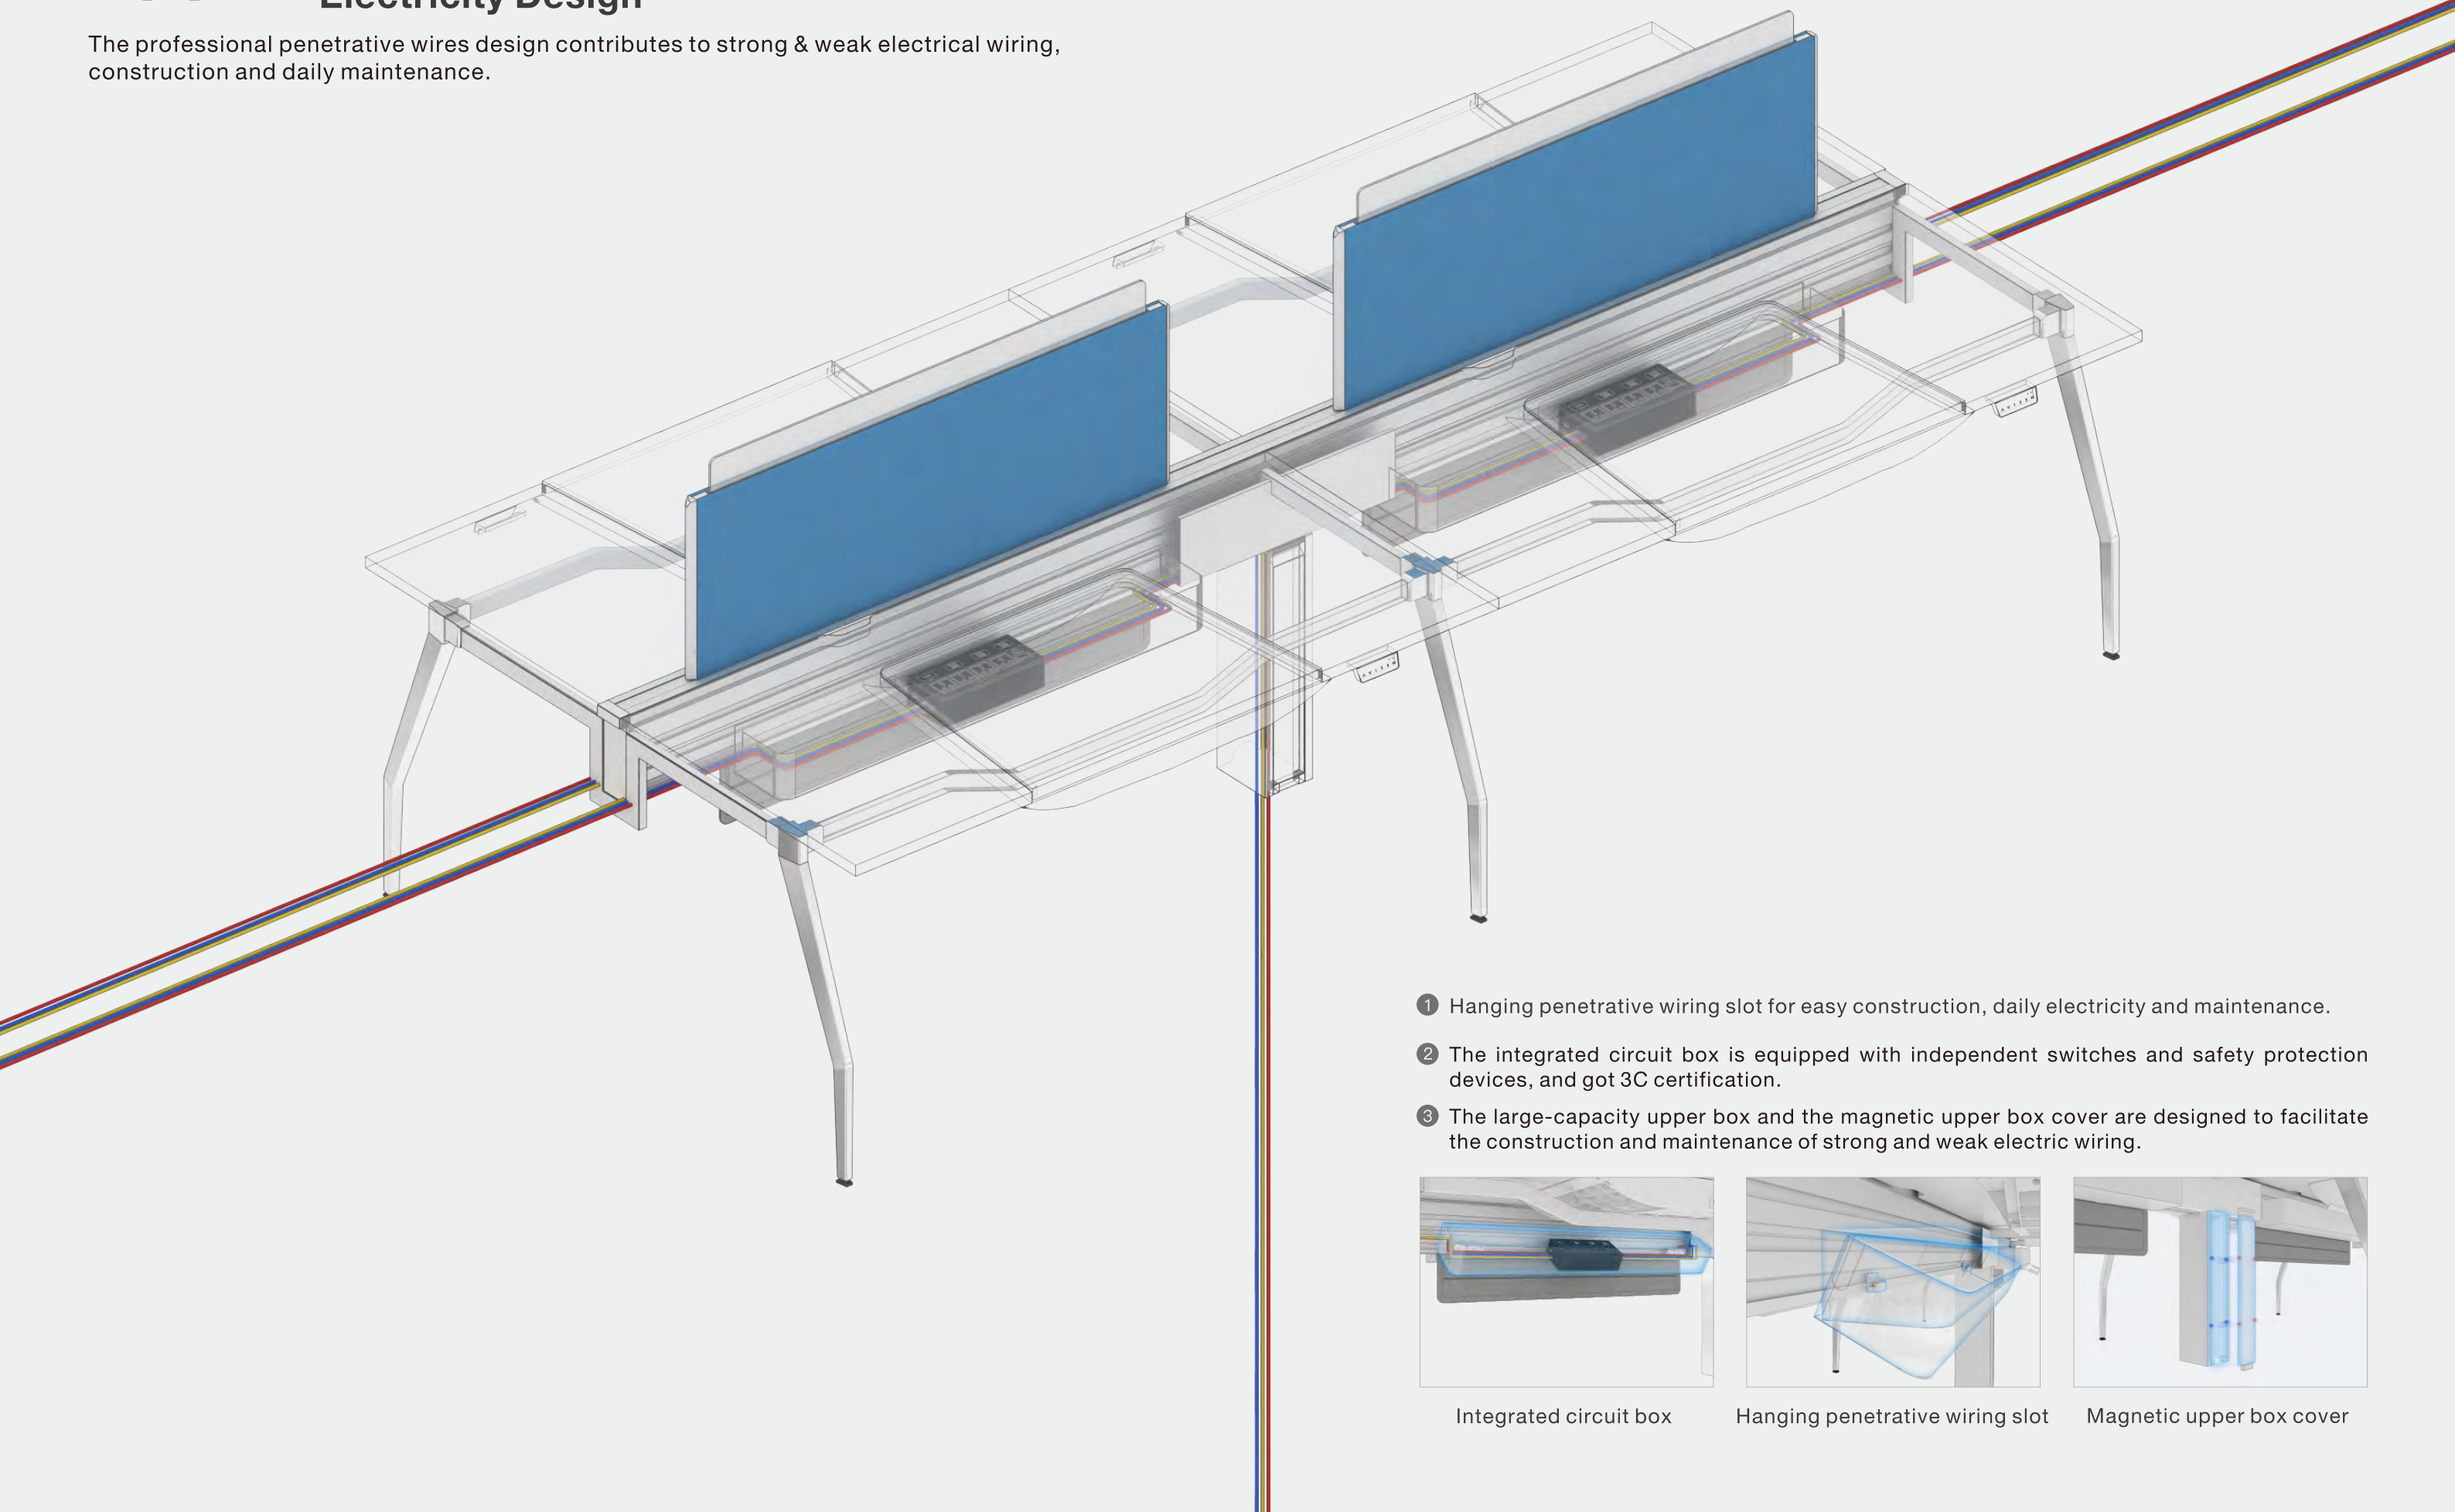 Electricity Design
The professional penetrative wires design contributes to strong & weak electrical wiring,
construction and daily maintenance.
1 Hanging penetrative wiring slot for easy construction, daily electricity and maintenance.
2 The integrated circuit box is equipped with independent switches and safety protection
devices, and got 3C certification.
3 The large-capacity upper box and the magnetic upper box cover are designed to facilitate
the construction and maintenance of strong and weak electric wiring.
Integrated circuit box
Hanging penetrative wiring slot
Magnetic upper box cover